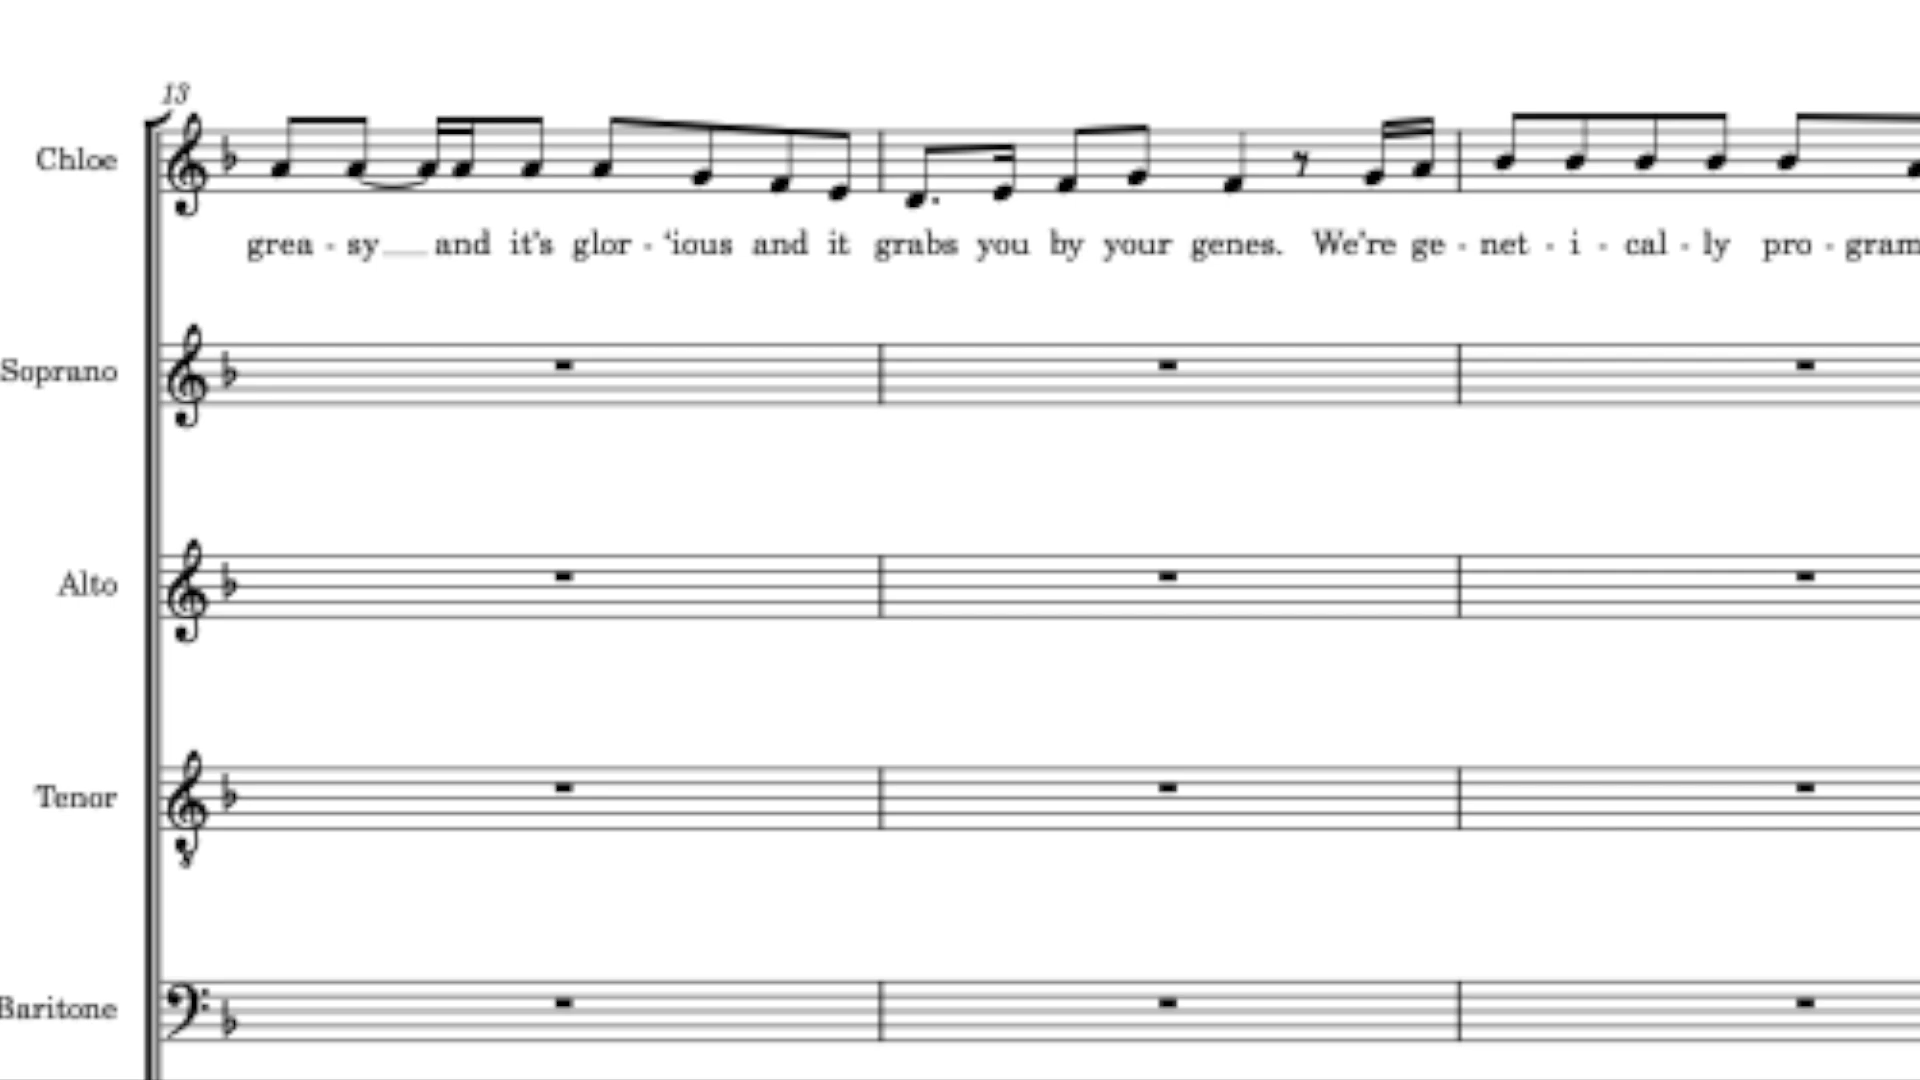 13
Chloe
grea - sy__ and it's glor - 'ious and it grabs you by your genes. We're ge - net - i - cal - ly pro - gram
Soprano
Alto
Tenor
Baritone